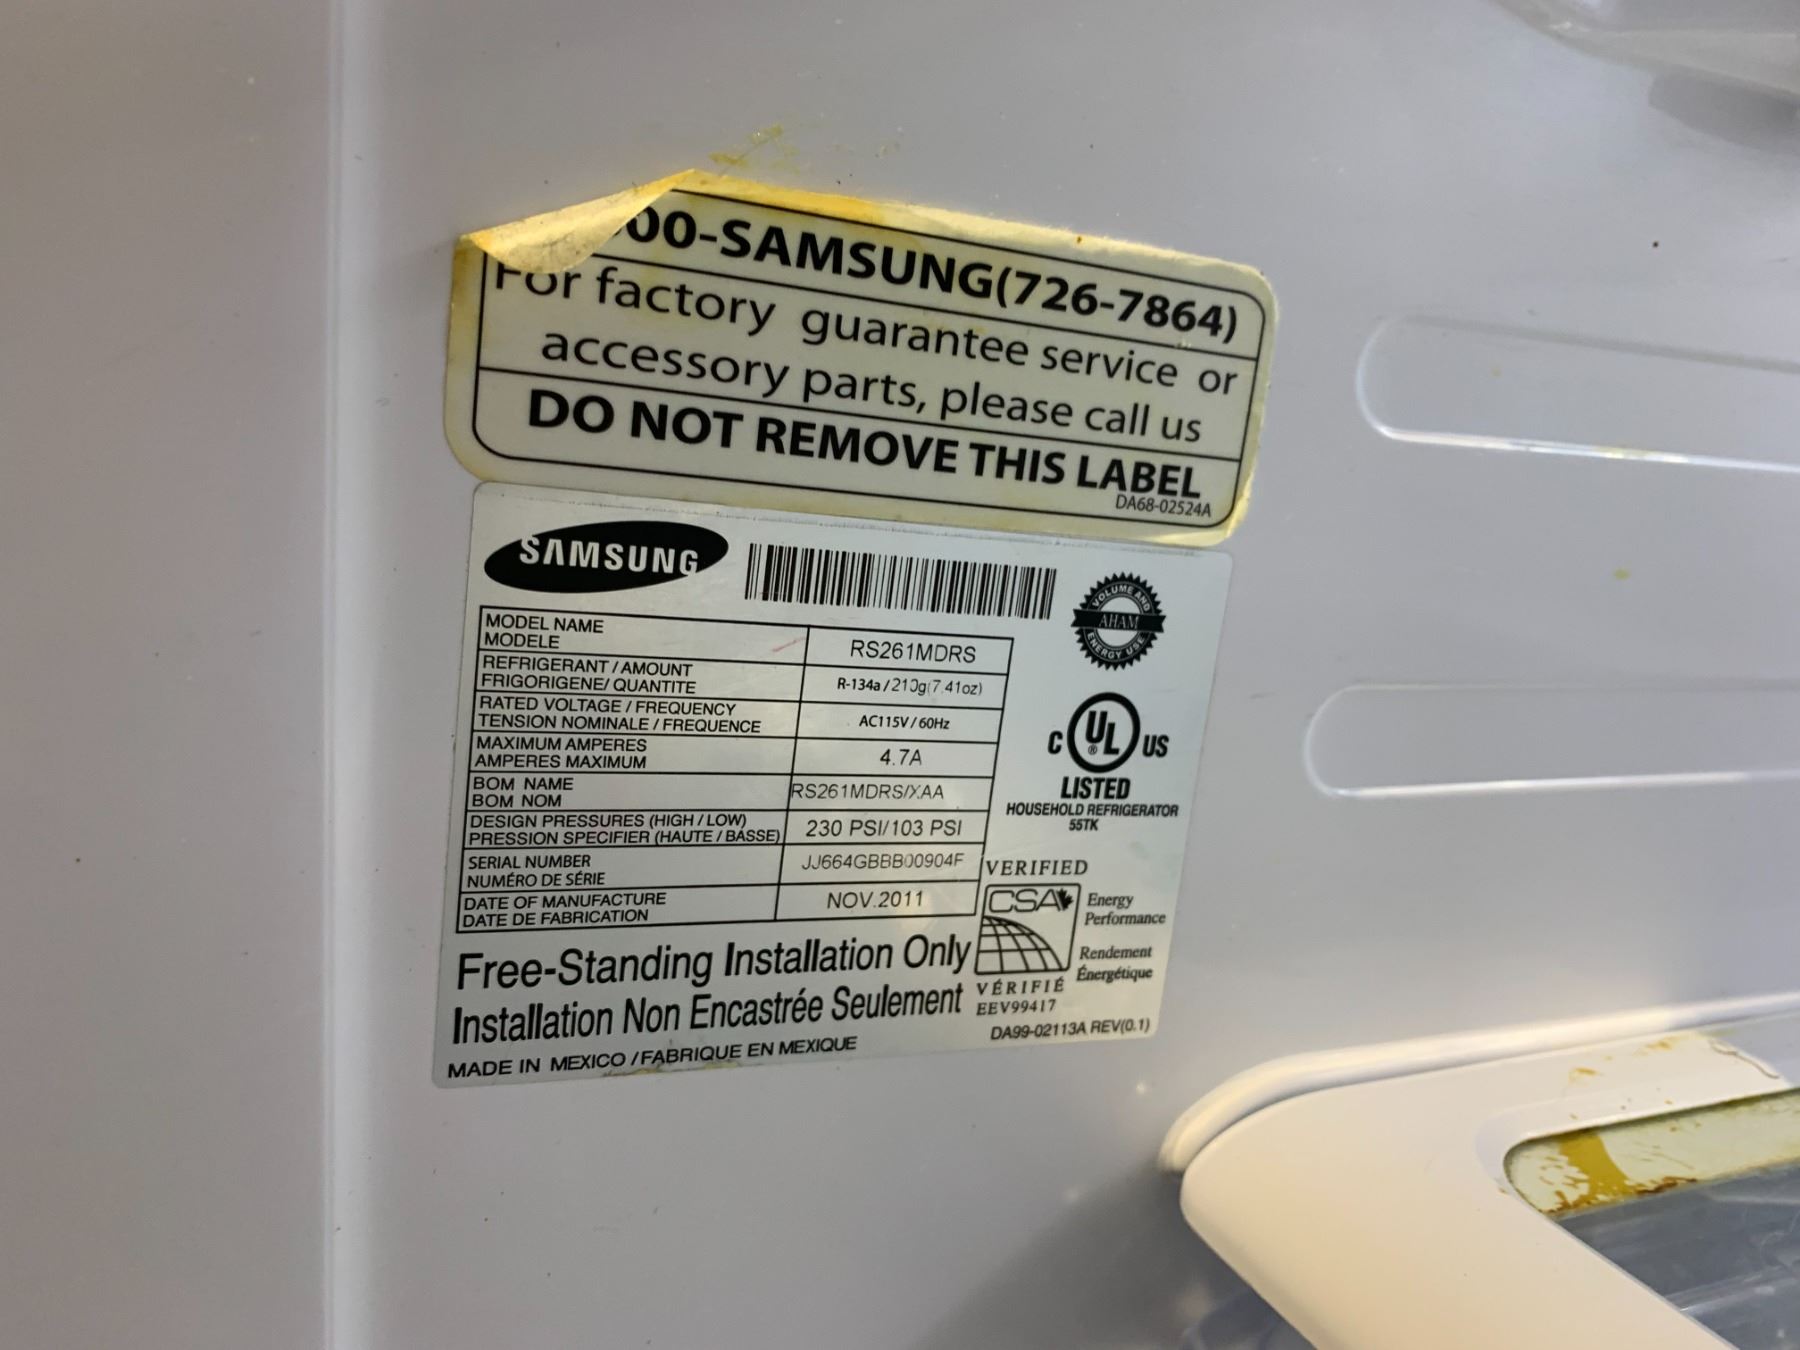 00-SAMSUNG(726-7864)
For factory guarantee service or
accessory parts, please call us
DO NOT REMOVE THIS LABEL
DA68-02524A
SAMSUNG
VOLUME AND
AHAM
ENERGY USE
MODEL NAME
MODELE
RS261MDRS
REFRIGERANT / AMOUNT
FRIGORIGENE/ QUANTITE
R-134a / 210g(7.41oz)
RATED VOLTAGE / FREQUENCY
TENSION NOMINALE / FREQUENCE
AC115V / 60Hz
MAXIMUM AMPERES
AMPERES MAXIMUM
4.7A
BOM NAME
BOM NOM
RS261MDRS/XAA
DESIGN PRESSURES (HIGH / LOW)
PRESSION SPECIFIER (HAUTE / BASSE)
230 PSI/103 PSI
SERIAL NUMBER
NUMÉRO DE SÉRIE
JJ664GBBB00904F
DATE OF MANUFACTURE
DATE DE FABRICATION
NOV.2011
C UL ® US
LISTED
HOUSEHOLD REFRIGERATOR
55TK
VERIFIED
CSA
Energy
Performance
Rendement
Énergétique
VÉRIFIÉ
EEV99417
Free-Standing Installation Only
Installation Non Encastrée Seulement
DA99-02113A REV(0.1)
MADE IN MEXICO / FABRIQUE EN MEXIQUE